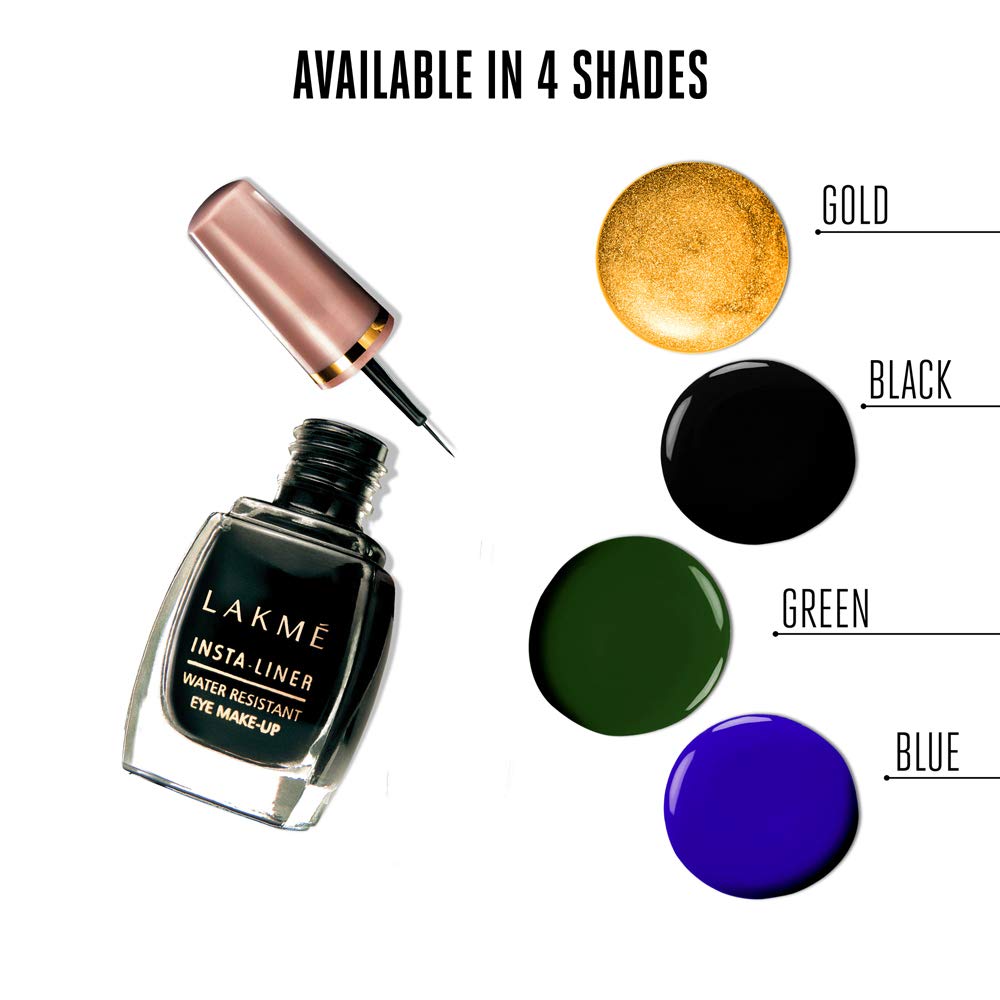 AVAILABLE IN 4 SHADES
GOLD
BLACK
GREEN
BLUE
LAKMÉ
INSTA-LINER
WATER RESISTANT
EYE MAKE-UP